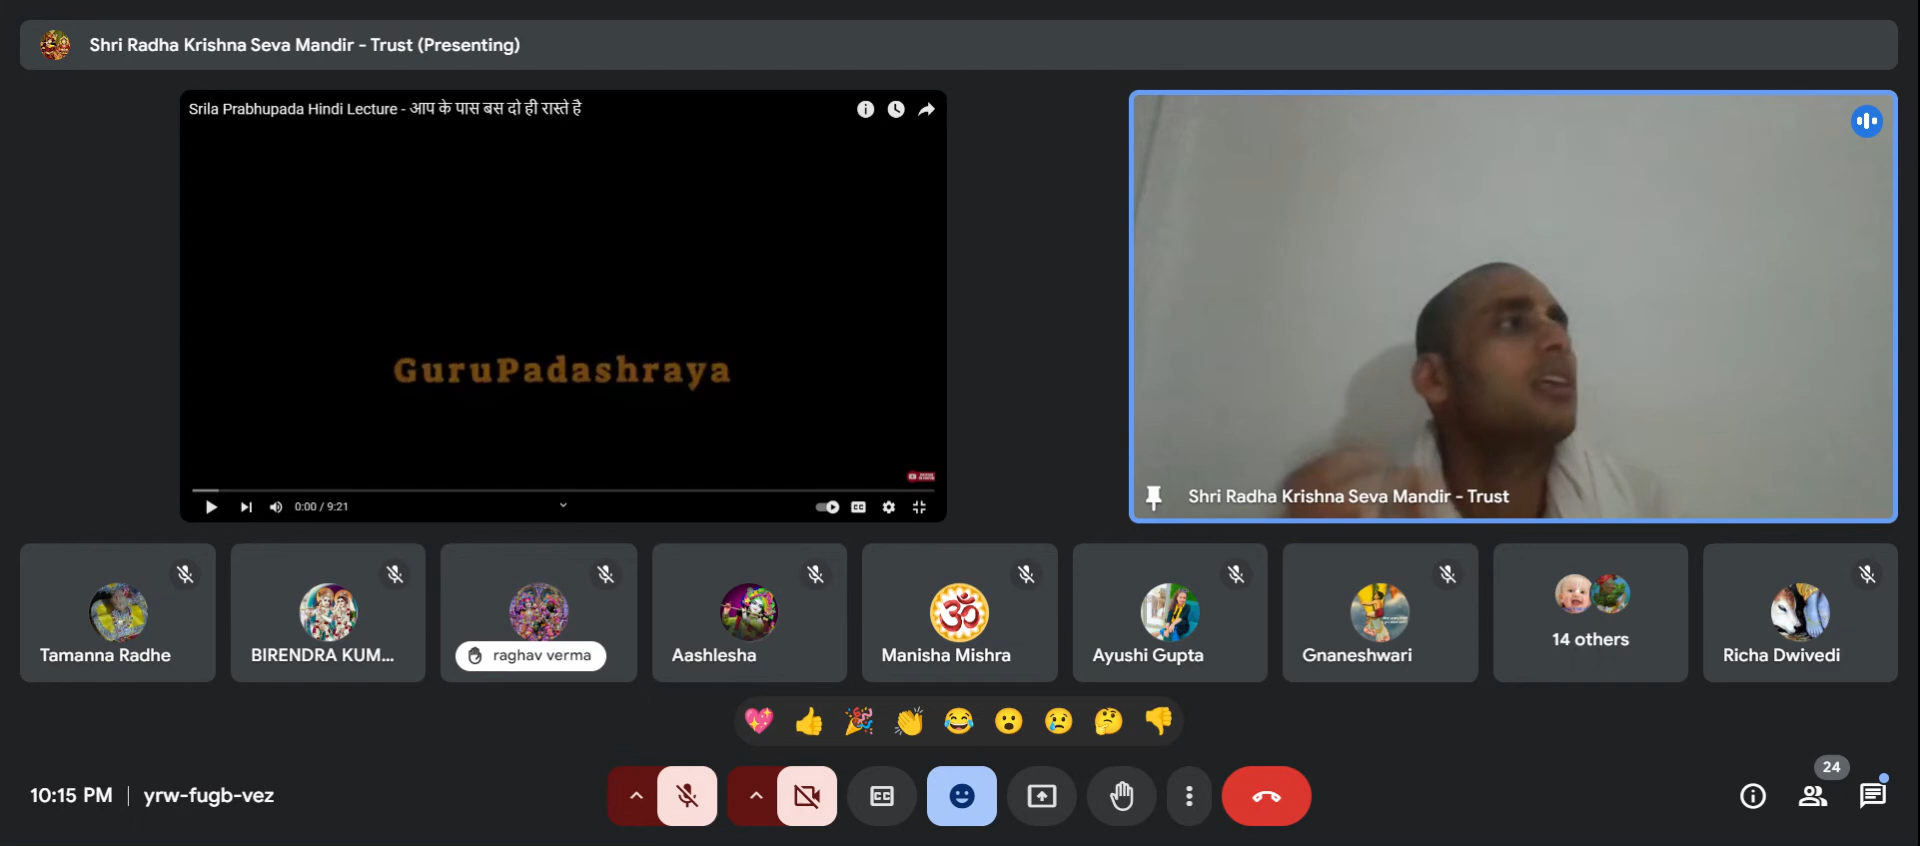 Shri Radha Krishna Seva Mandir - Trust (Presenting)
Srila Prabhupada Hindi Lecture - आप के पास बस दो ही रास्ते है
GuruPadashraya
0:00 / 9:21
Shri Radha Krishna Seva Mandir - Trust
Tamanna Radhe
BIRENDRA KUM...
raghav verma
Aashlesha
Manisha Mishra
Ayushi Gupta
Gnaneshwari
14 others
Richa Dwivedi
10:15 PM | yrw-fugb-vez
24